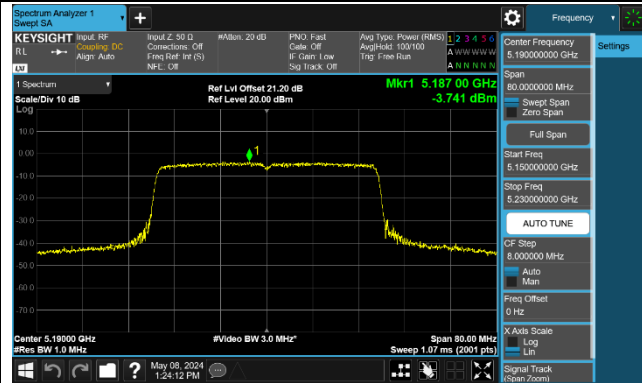 Spectrum Analyzer 1
Swept SA
Frequency
KEYSIGHT
RL
LXI
Input: RF
Coupling: DC
Align: Auto
Input Z: 50 Ω
Corrections: Off
Freq Ref: Int (S)
NFE: Off
#Atten: 20 dB
PNO: Fast
Gate: Off
IF Gain: Low
Sig Track: Off
Avg Type: Power (RMS)
Avg|Hold: 100/100
Trig: Free Run
1 2 3 4 5 6
A W W W W W
A N N N N N
1 Spectrum
Scale/Div 10 dB
Log
Ref Lvl Offset 21.20 dB
Ref Level 20.00 dBm
Mkr1 5.187 00 GHz
-3.741 dBm
1
10.0
0.00
-10.0
-20.0
-30.0
-40.0
-50.0
-60.0
-70.0
Center 5.19000 GHz
#Res BW 1.0 MHz
#Video BW 3.0 MHz*
Span 80.00 MHz
Sweep 1.07 ms (2001 pts)
Center Frequency
5.190000000 GHz
Span
80.0000000 MHz
Swept Span
Zero Span
Full Span
Start Freq
5.150000000 GHz
Stop Freq
5.230000000 GHz
AUTO TUNE
CF Step
8.000000 MHz
Auto
Man
Freq Offset
0 Hz
X Axis Scale
Log
Lin
Signal Track
(Span Zoom)
Settings
May 08, 2024
1:24:12 PM